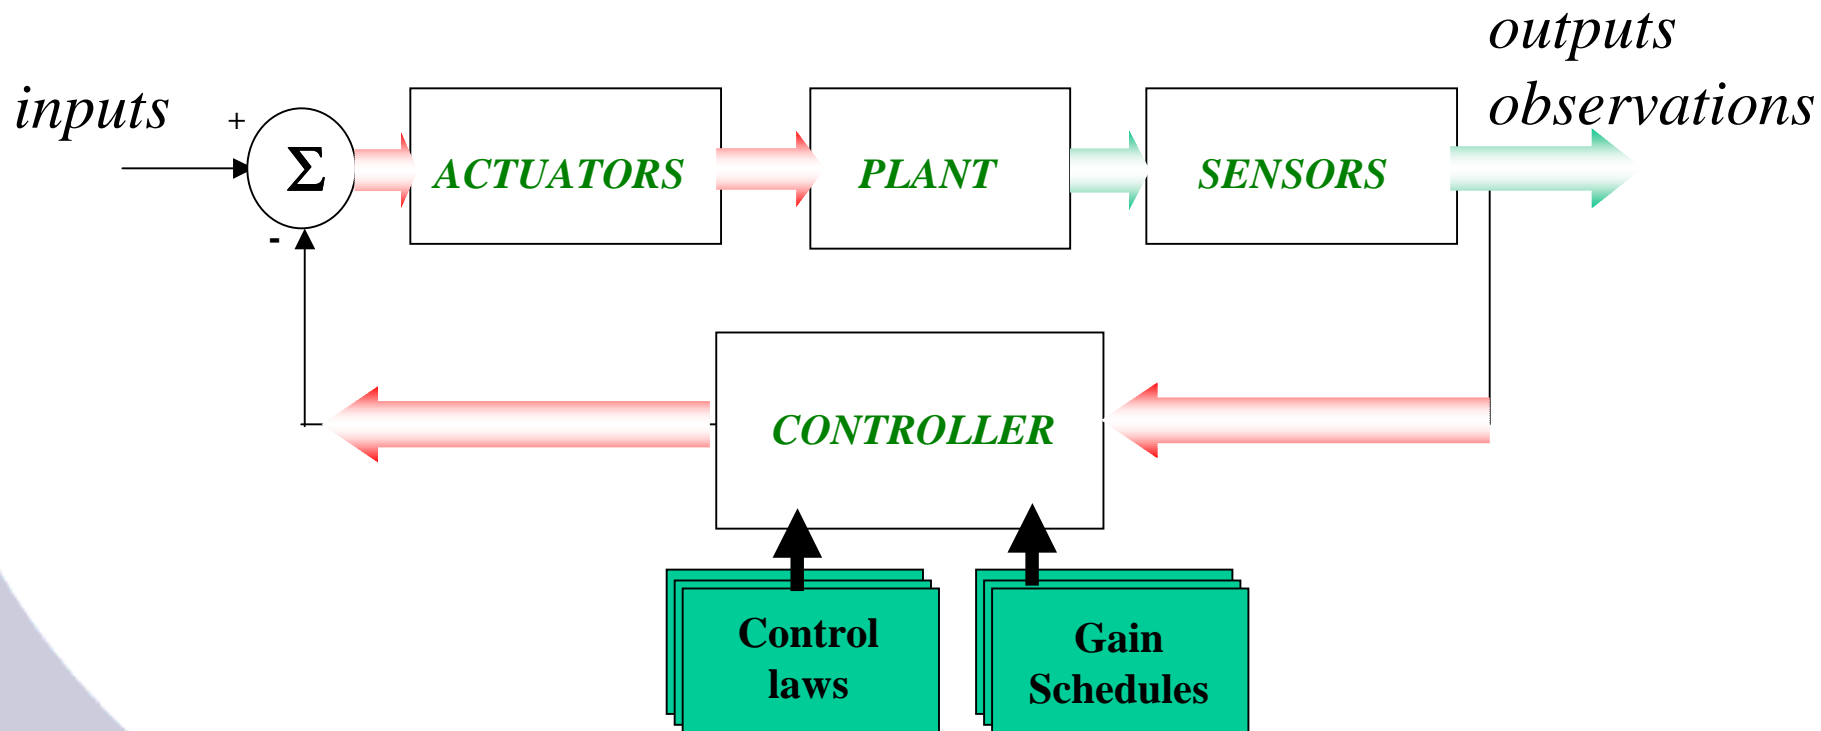 outputs
observations
inputs
+
Σ
ACTUATORS
PLANT
SENSORS
-
CONTROLLER
Control
laws
Gain
Schedules